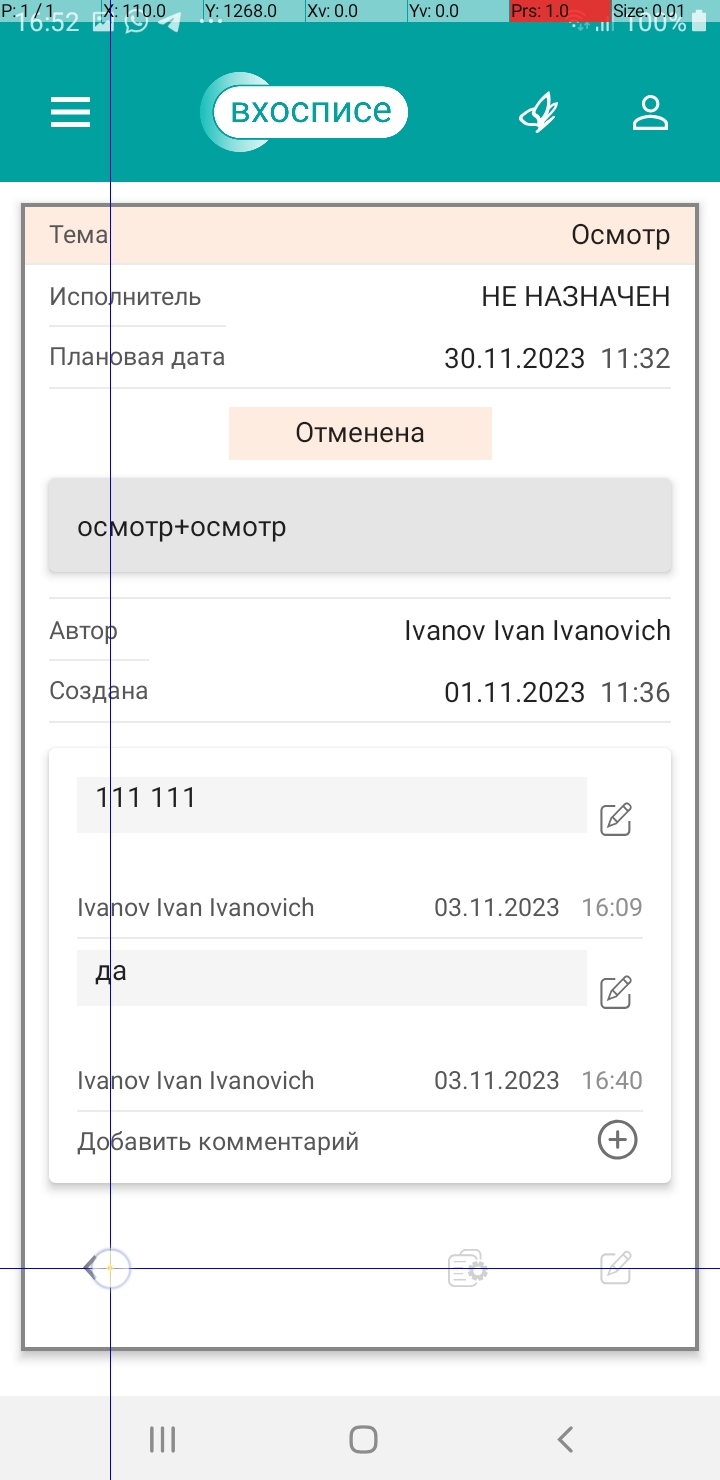 P: 1 / 1 X: 110.0 Y: 1268.0 Xv: 0.0 Yv: 0.0 Prs: 1.0 Size: 0.01
16:52 100%
вхосписе
Тема Осмотр
Исполнитель НЕ НАЗНАЧЕН
Плановая дата 30.11.2023 11:32
Отменена
осмотр+осмотр
Автор Ivanov Ivan Ivanovich
Создана 01.11.2023 11:36
111 111
Ivanov Ivan Ivanovich 03.11.2023 16:09
да
Ivanov Ivan Ivanovich 03.11.2023 16:40
Добавить комментарий